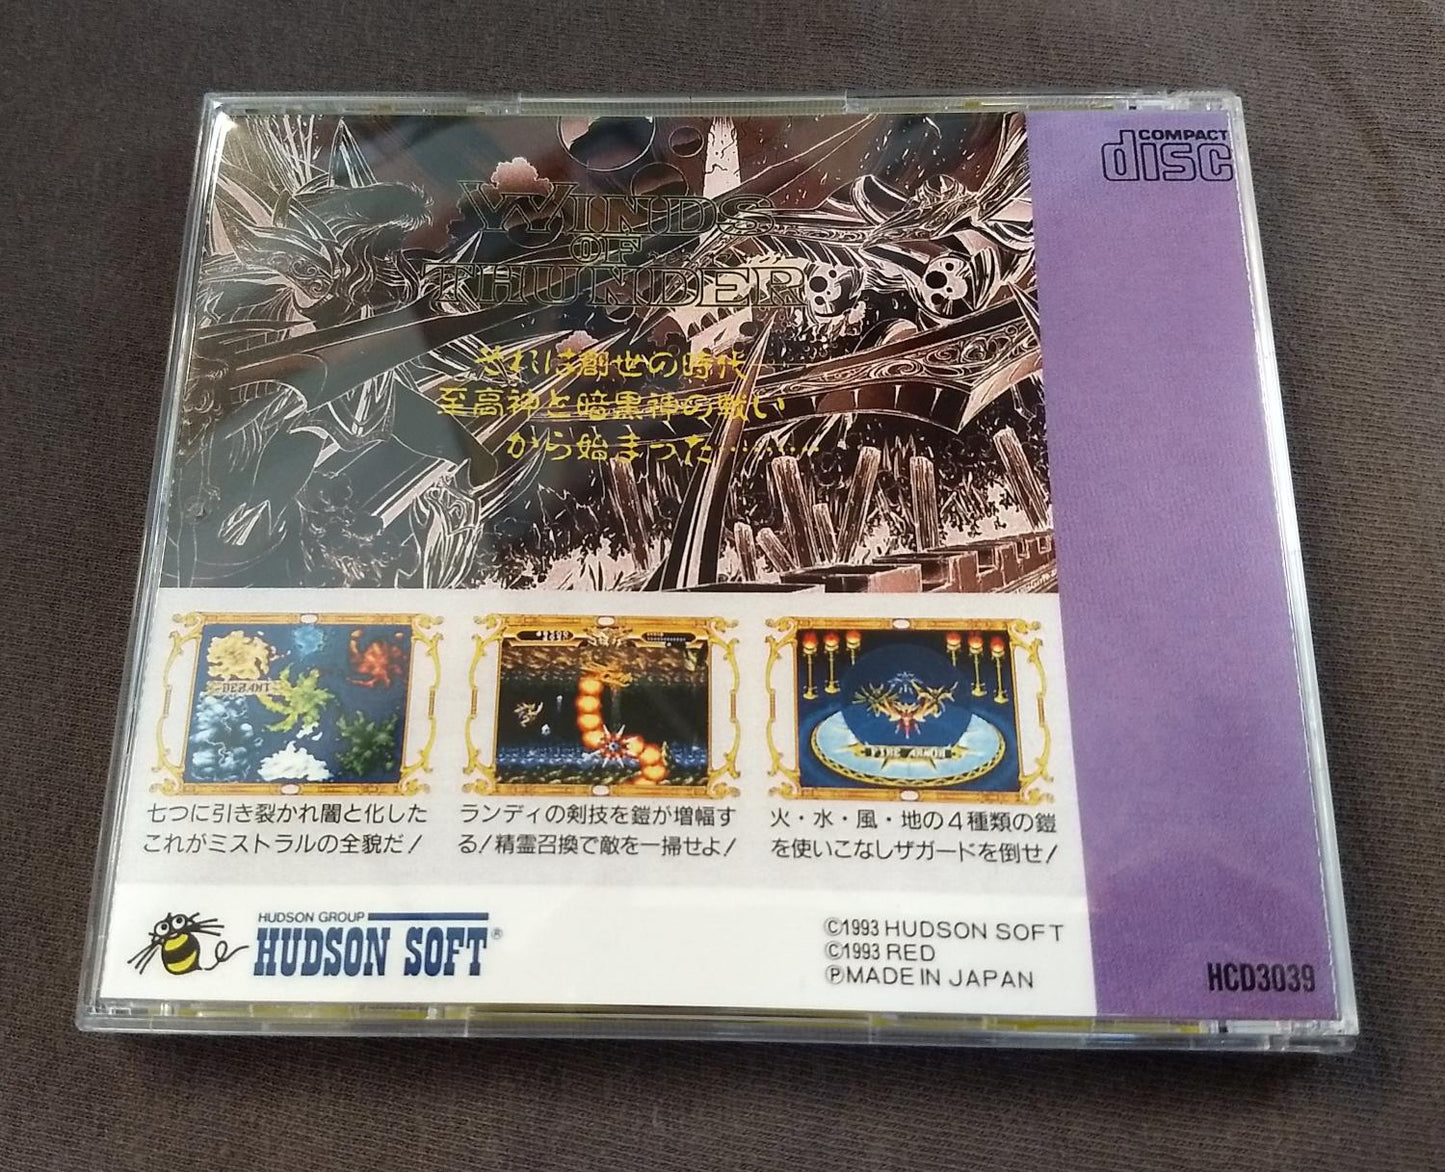 COMPACT
disc
WINDS
OF
THUNDER
それは創世の時代
至高神と暗黒神の戦い
から始まった………
DEBANT
FIRE ARMOR
七つに引き裂かれ闇と化した
これがミストラルの全貌だ!
ランディの剣技を鎧が増幅す
る!精霊召換で敵を一掃せよ!
火・水・風・地の4種類の鎧
を使いこなしザガードを倒せ!
HUDSON GROUP
HUDSON SOFT®
©1993 HUDSON SOFT
©1993 RED
ⓅMADE IN JAPAN
HCD3039